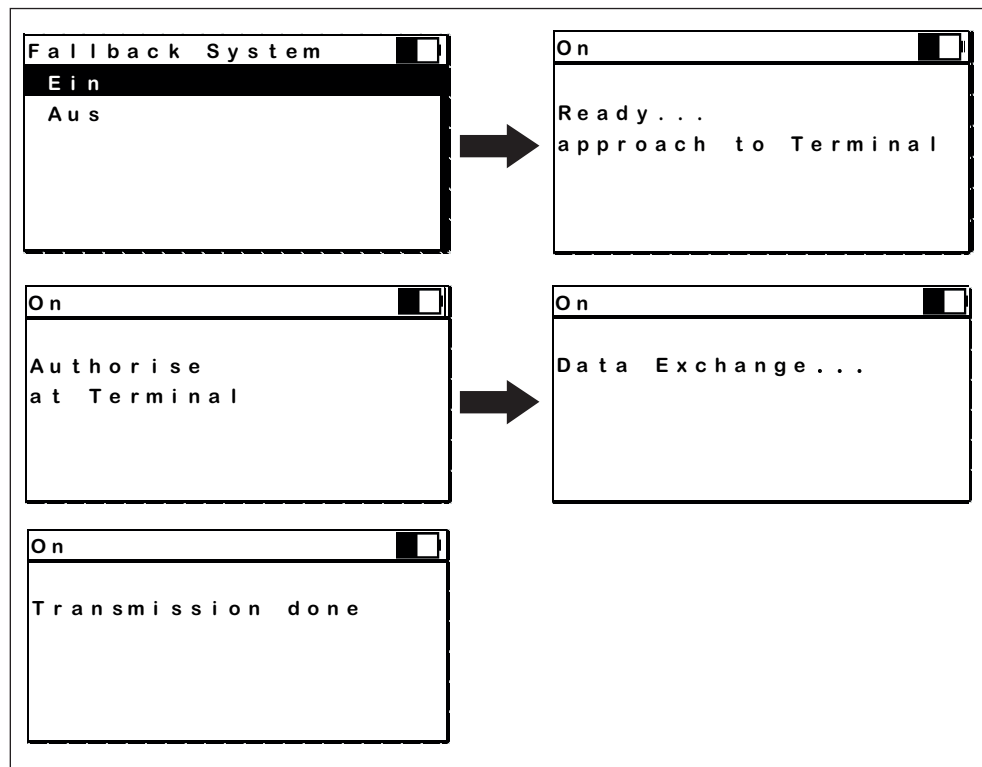 Fallback System
Ein
Aus
On
Ready...
approach to Terminal
On
Authorise
at Terminal
On
Data Exchange...
On
Transmission done